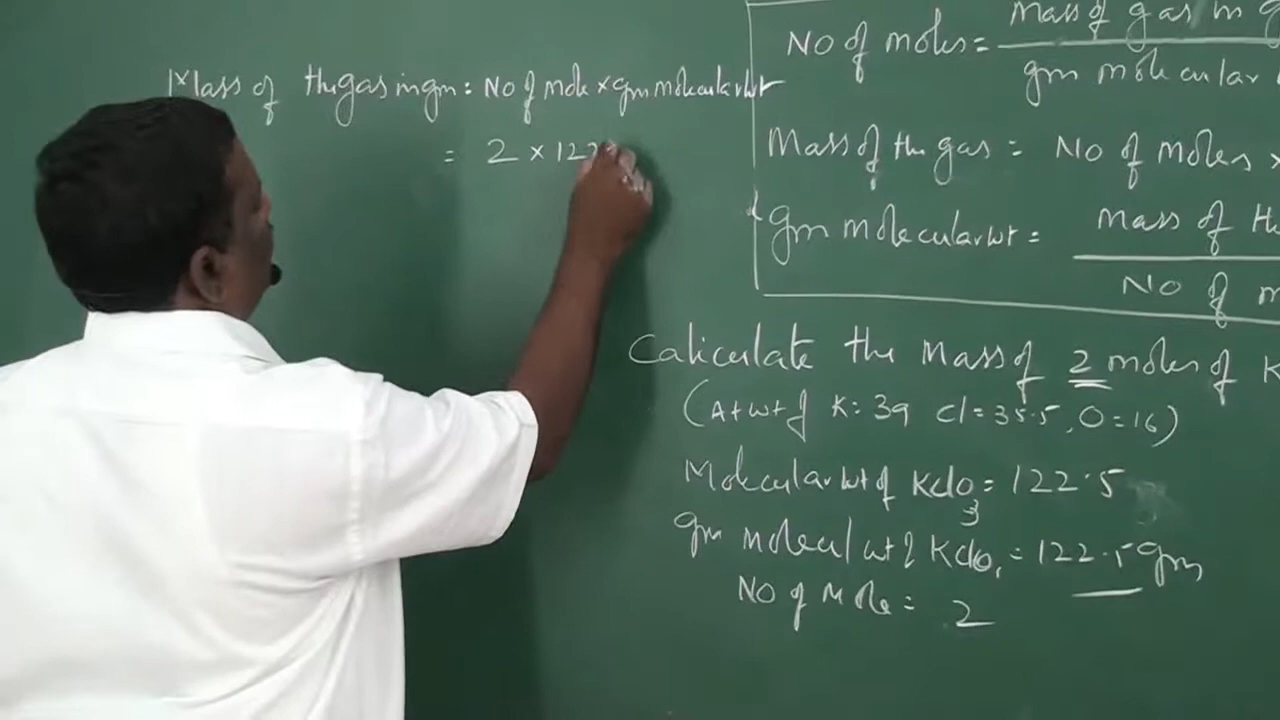 Mass of the gas in gm : No of mole × gm molecular wt
= 2 × 122
No of moles = mass of gas in g
gm molecular
Mass of the gas = No of moles ×
gm molecular wt = mass of the
No of m
Caliculate the Mass of 2 moles of K
(At wt of K: 39 Cl = 35.5, O = 16)
Molecular wt of KClO3 = 122.5
gm molecul wt of KClO3 = 122.5 gm
No of Mole = 2